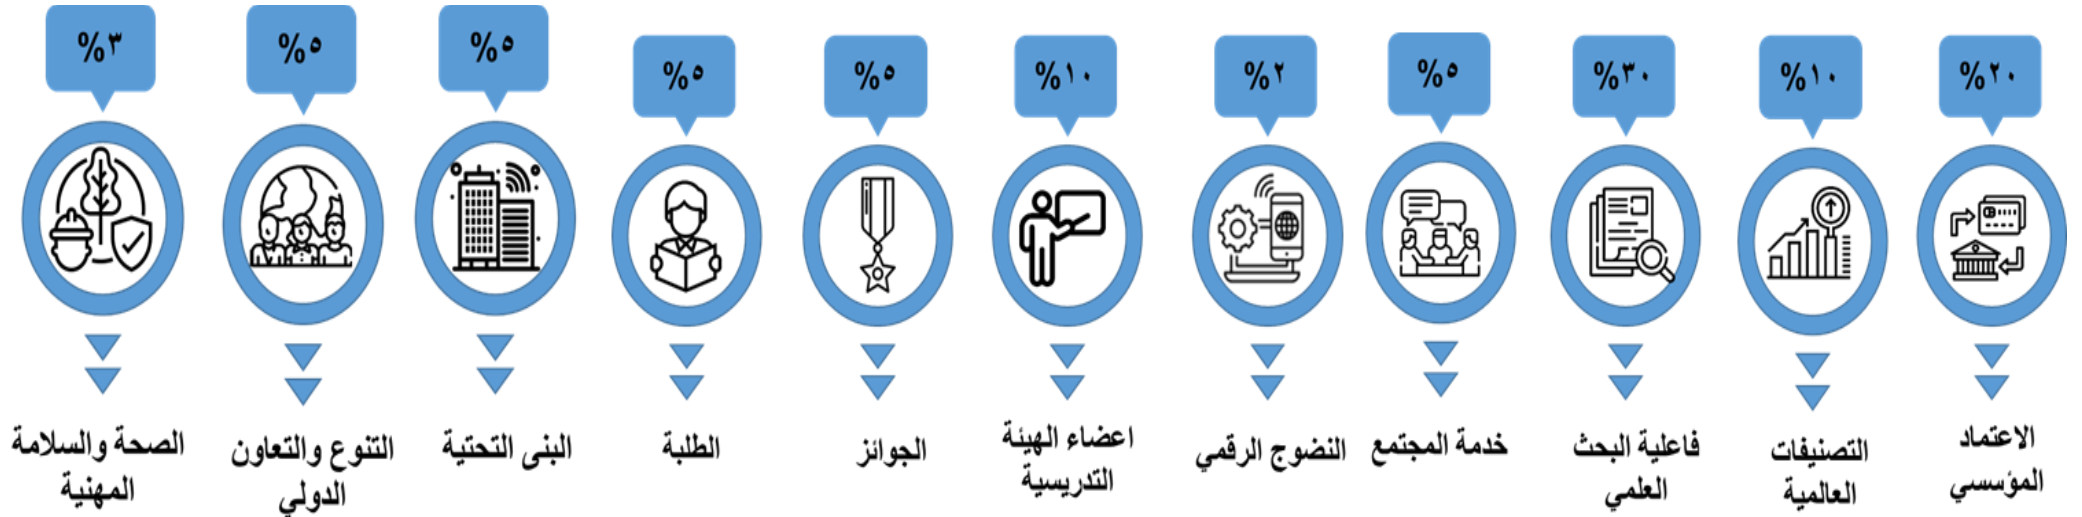 %٢٠
%١٠
%٣٠
%٥
%٢
%١٠
%٥
%٥
%٥
%٥
%٣
الاعتماد
المؤسسي
التصنيفات
العالمية
فاعلية البحث
العلمي
خدمة المجتمع
النضوج الرقمي
اعضاء الهيئة
التدريسية
الجوائز
الطلبة
البنى التحتية
التنوع والتعاون
الدولي
الصحة والسلامة
المهنية